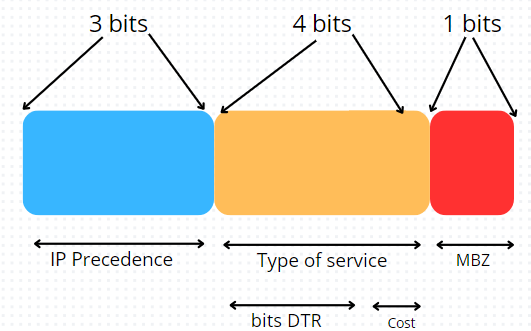 3 bits 4 bits 1 bits
IP Precedence Type of service MBZ
bits DTR Cost